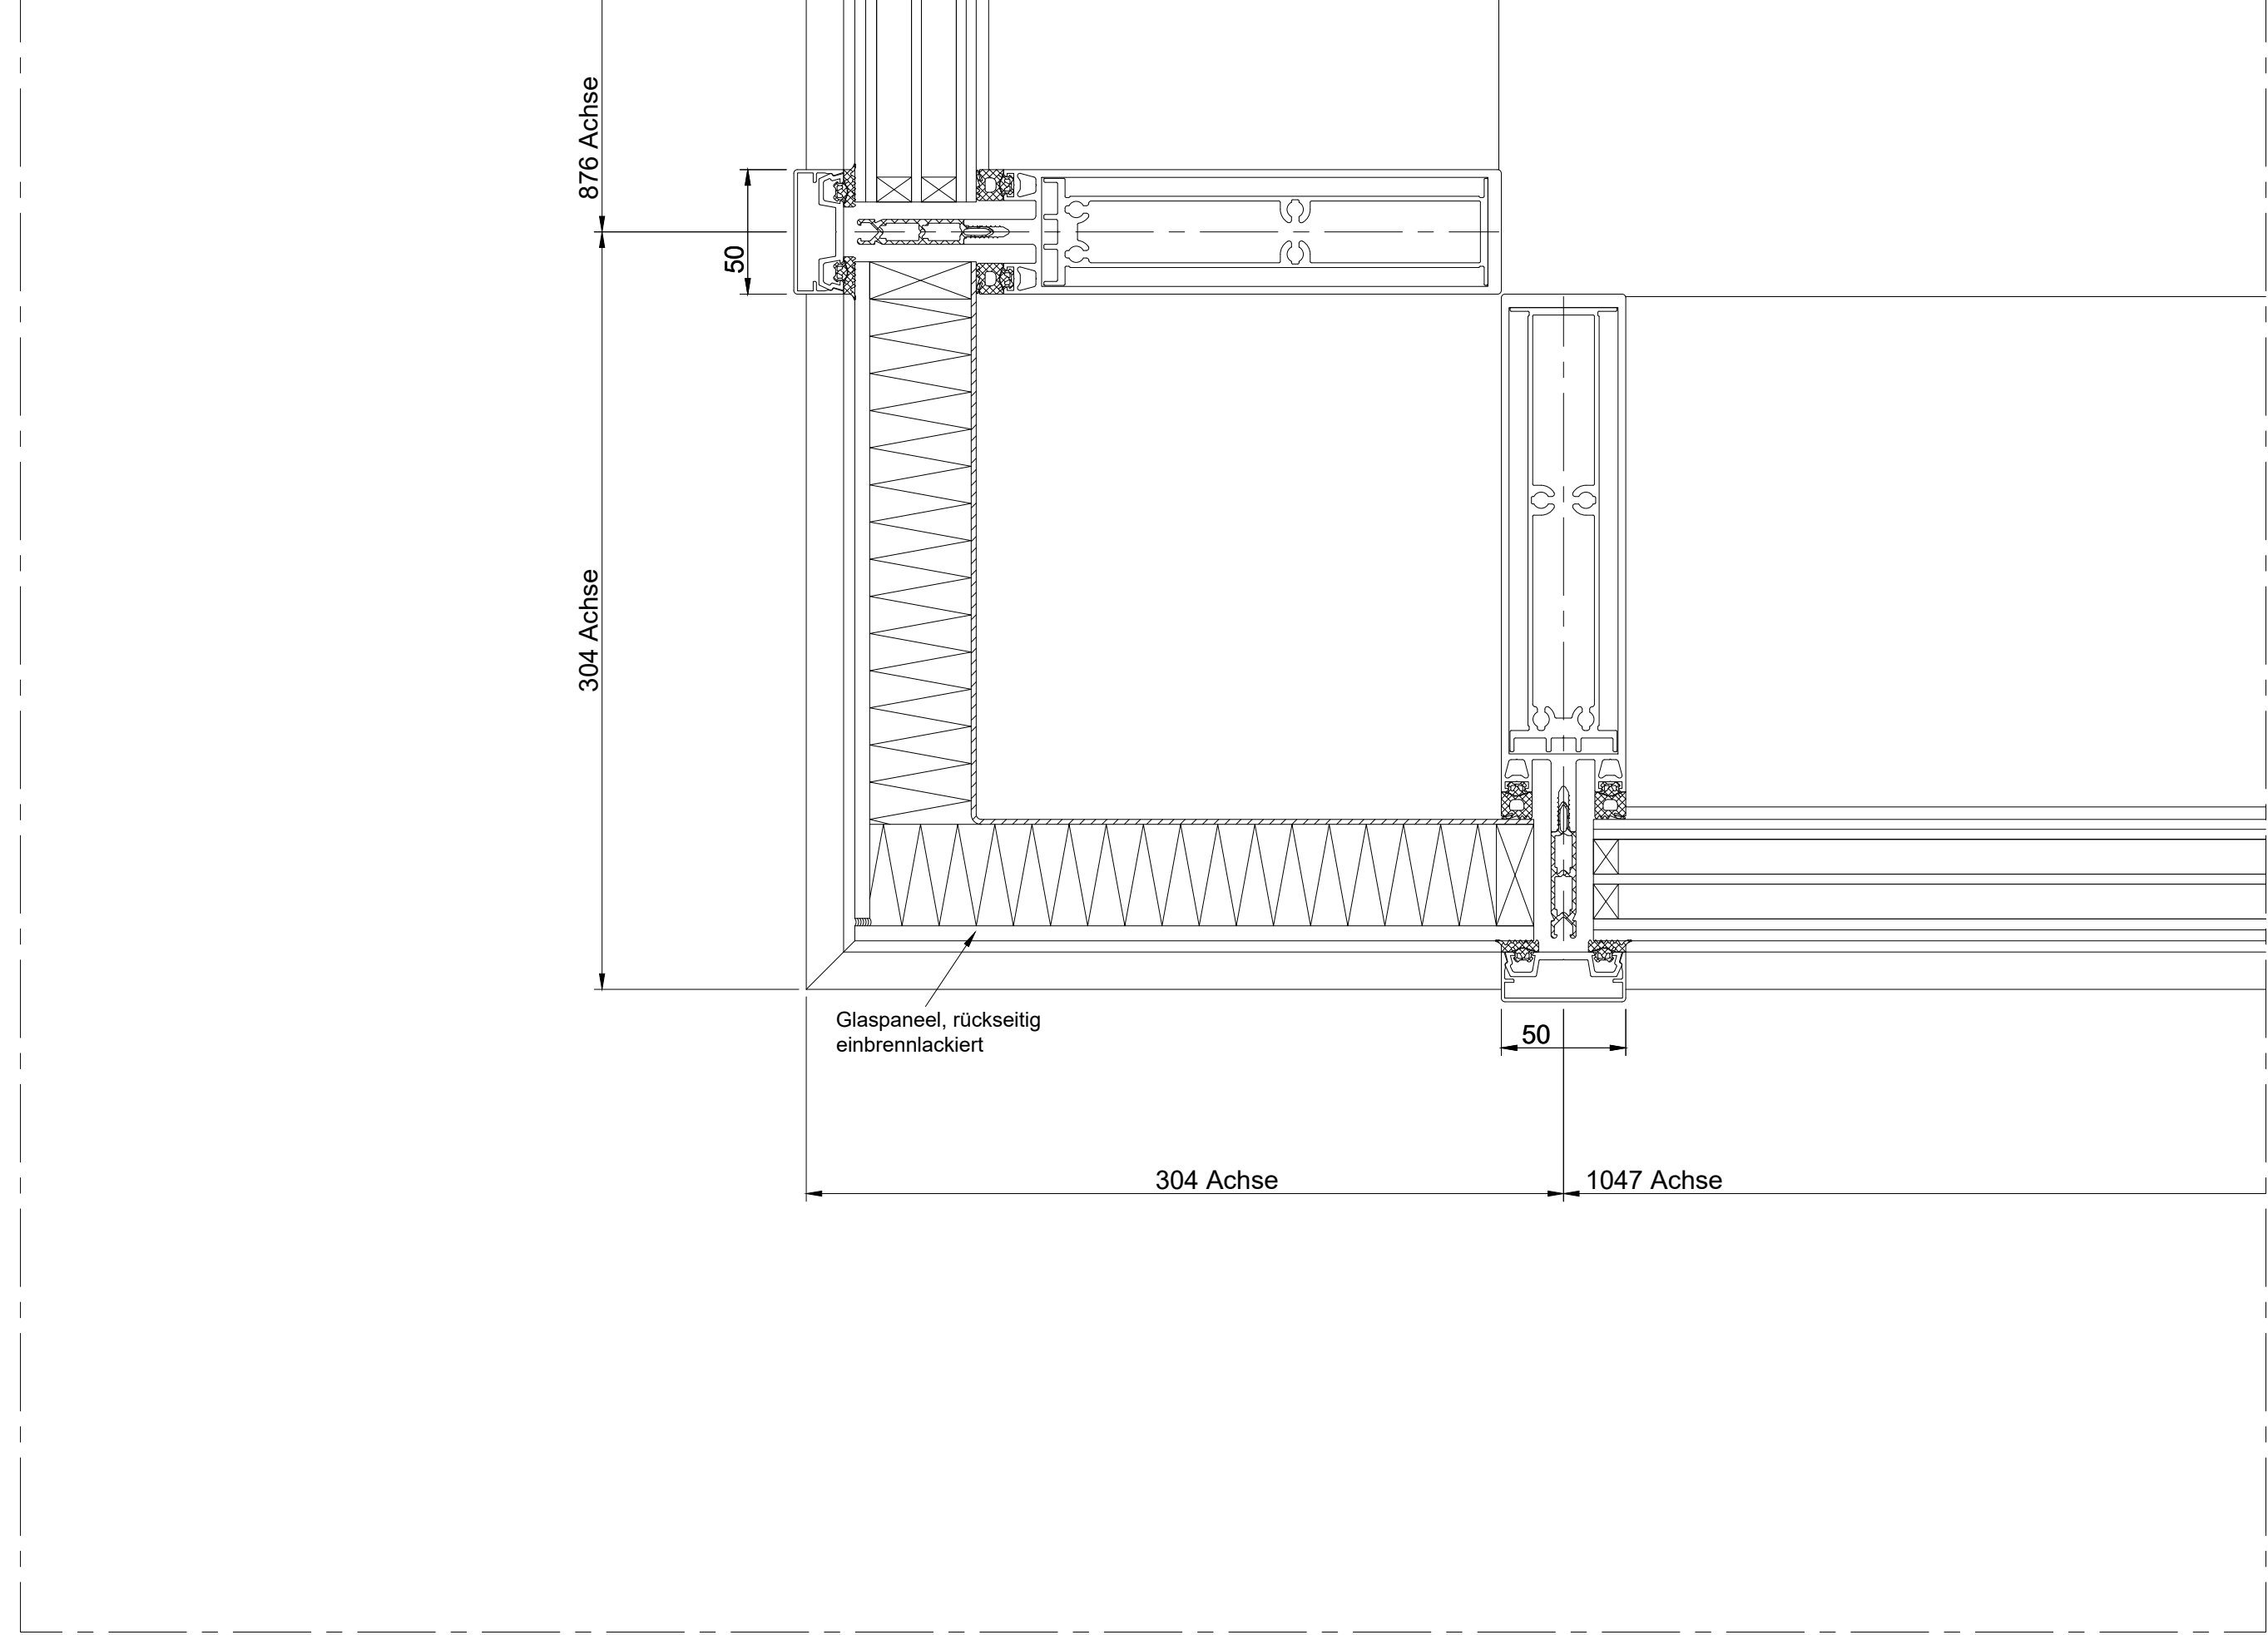 876 Achse
50
304 Achse
Glaspaneel, rückseitig
einbrennlackiert
50
304 Achse
1047 Achse